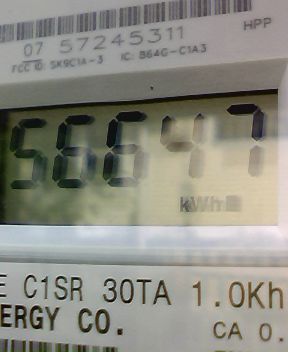 07 57245311
HPP
FCC ID: SK9C1A-3 IC: B64G-C1A3
56647
kWh
E C1SR 30TA 1.0Kh
ERGY CO.
CA 0.